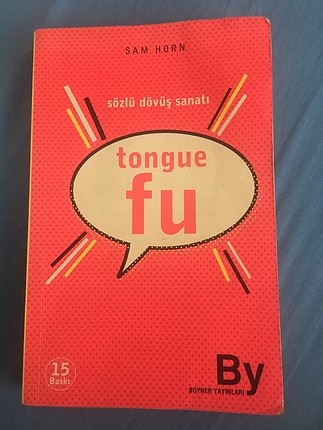 SAM HORN
sözlü dövüş sanatı
tongue
fu
15
Baskı
By
BOYNER YAYINLARI